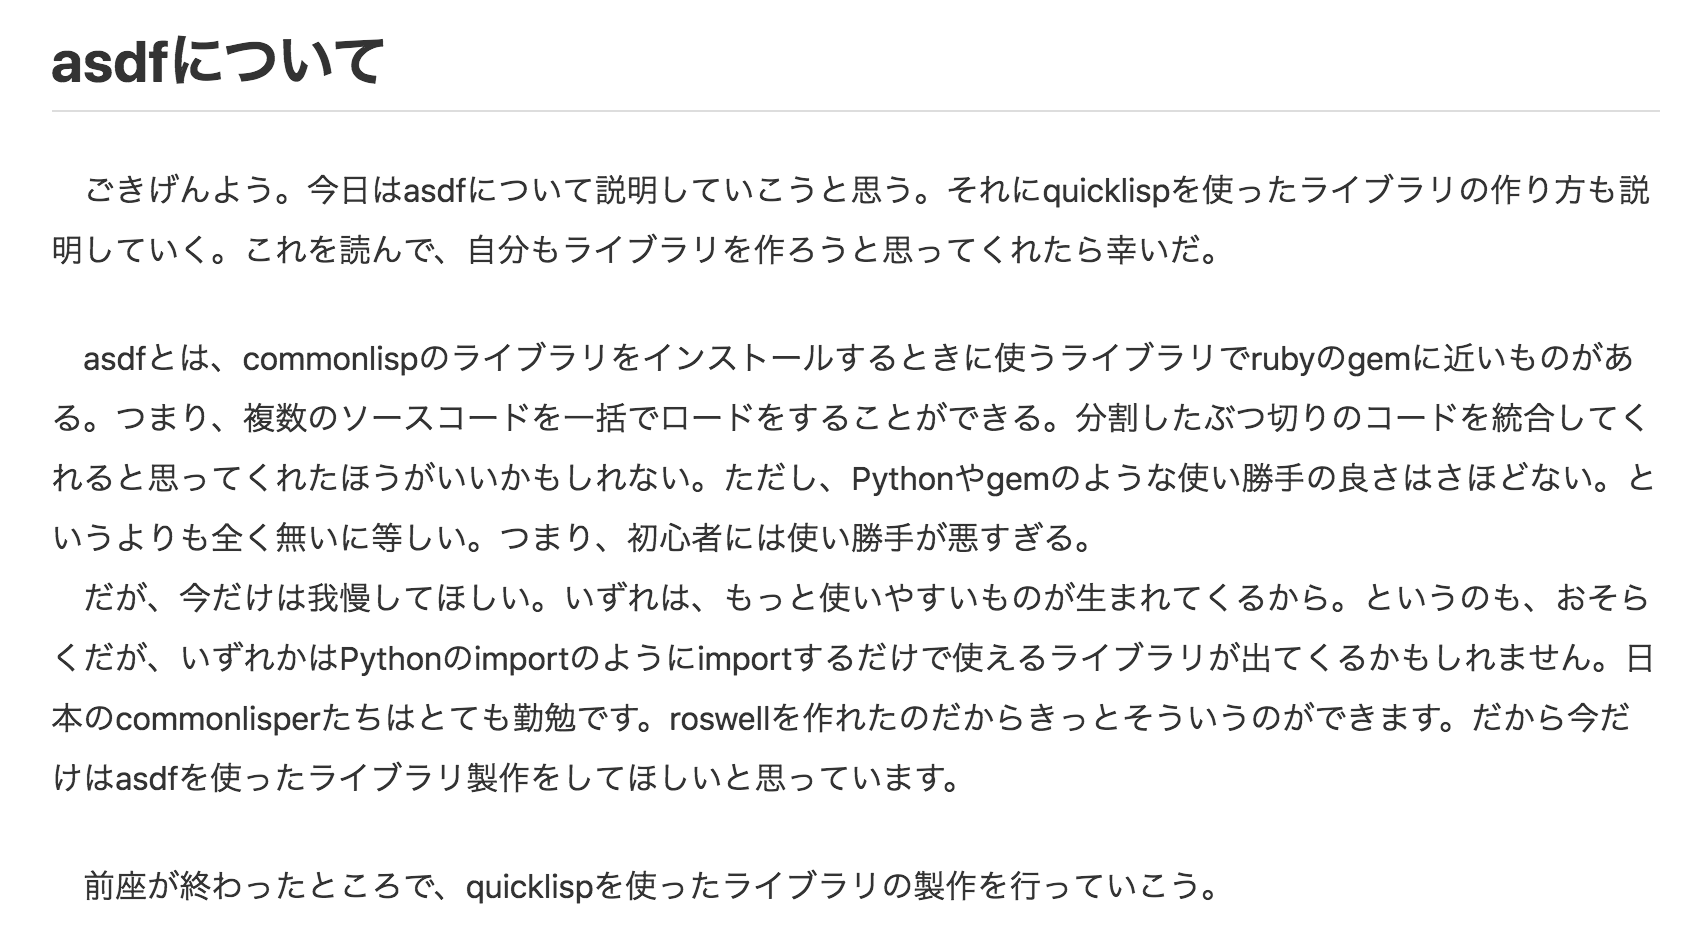 asdfについて
　ごきげんよう。今日はasdfについて説明していこうと思う。それにquicklispを使ったライブラリの作り方も説
明していく。これを読んで、自分もライブラリを作ろうと思ってくれたら幸いだ。
　asdfとは、commonlispのライブラリをインストールするときに使うライブラリでrubyのgemに近いものがあ
る。つまり、複数のソースコードを一括でロードをすることができる。分割したぶつ切りのコードを統合してく
れると思ってくれたほうがいいかもしれない。ただし、Pythonやgemのような使い勝手の良さはさほどない。と
いうよりも全く無いに等しい。つまり、初心者には使い勝手が悪すぎる。
　だが、今だけは我慢してほしい。いずれは、もっと使いやすいものが生まれてくるから。というのも、おそら
くだが、いずれかはPythonのimportのようにimportするだけで使えるライブラリが出てくるかもしれません。日
本のcommonlisperたちはとても勤勉です。roswellを作れたのだからきっとそういうのができます。だから今だ
けはasdfを使ったライブラリ製作をしてほしいと思っています。
　前座が終わったところで、quicklispを使ったライブラリの製作を行っていこう。